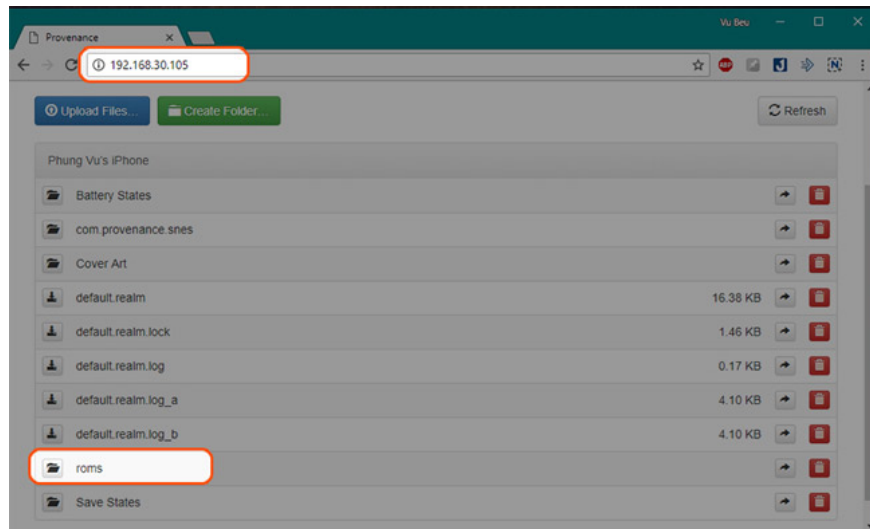 Vu Beu
Provenance
192.168.30.105
Upload Files...
Create Folder...
Refresh
Phung Vu's iPhone
Battery States
com.provenance.snes
Cover Art
default.realm 16.38 KB
default.realm.lock 1.46 KB
default.realm.log 0.17 KB
default.realm.log_a 4.10 KB
default.realm.log_b 4.10 KB
roms
Save States